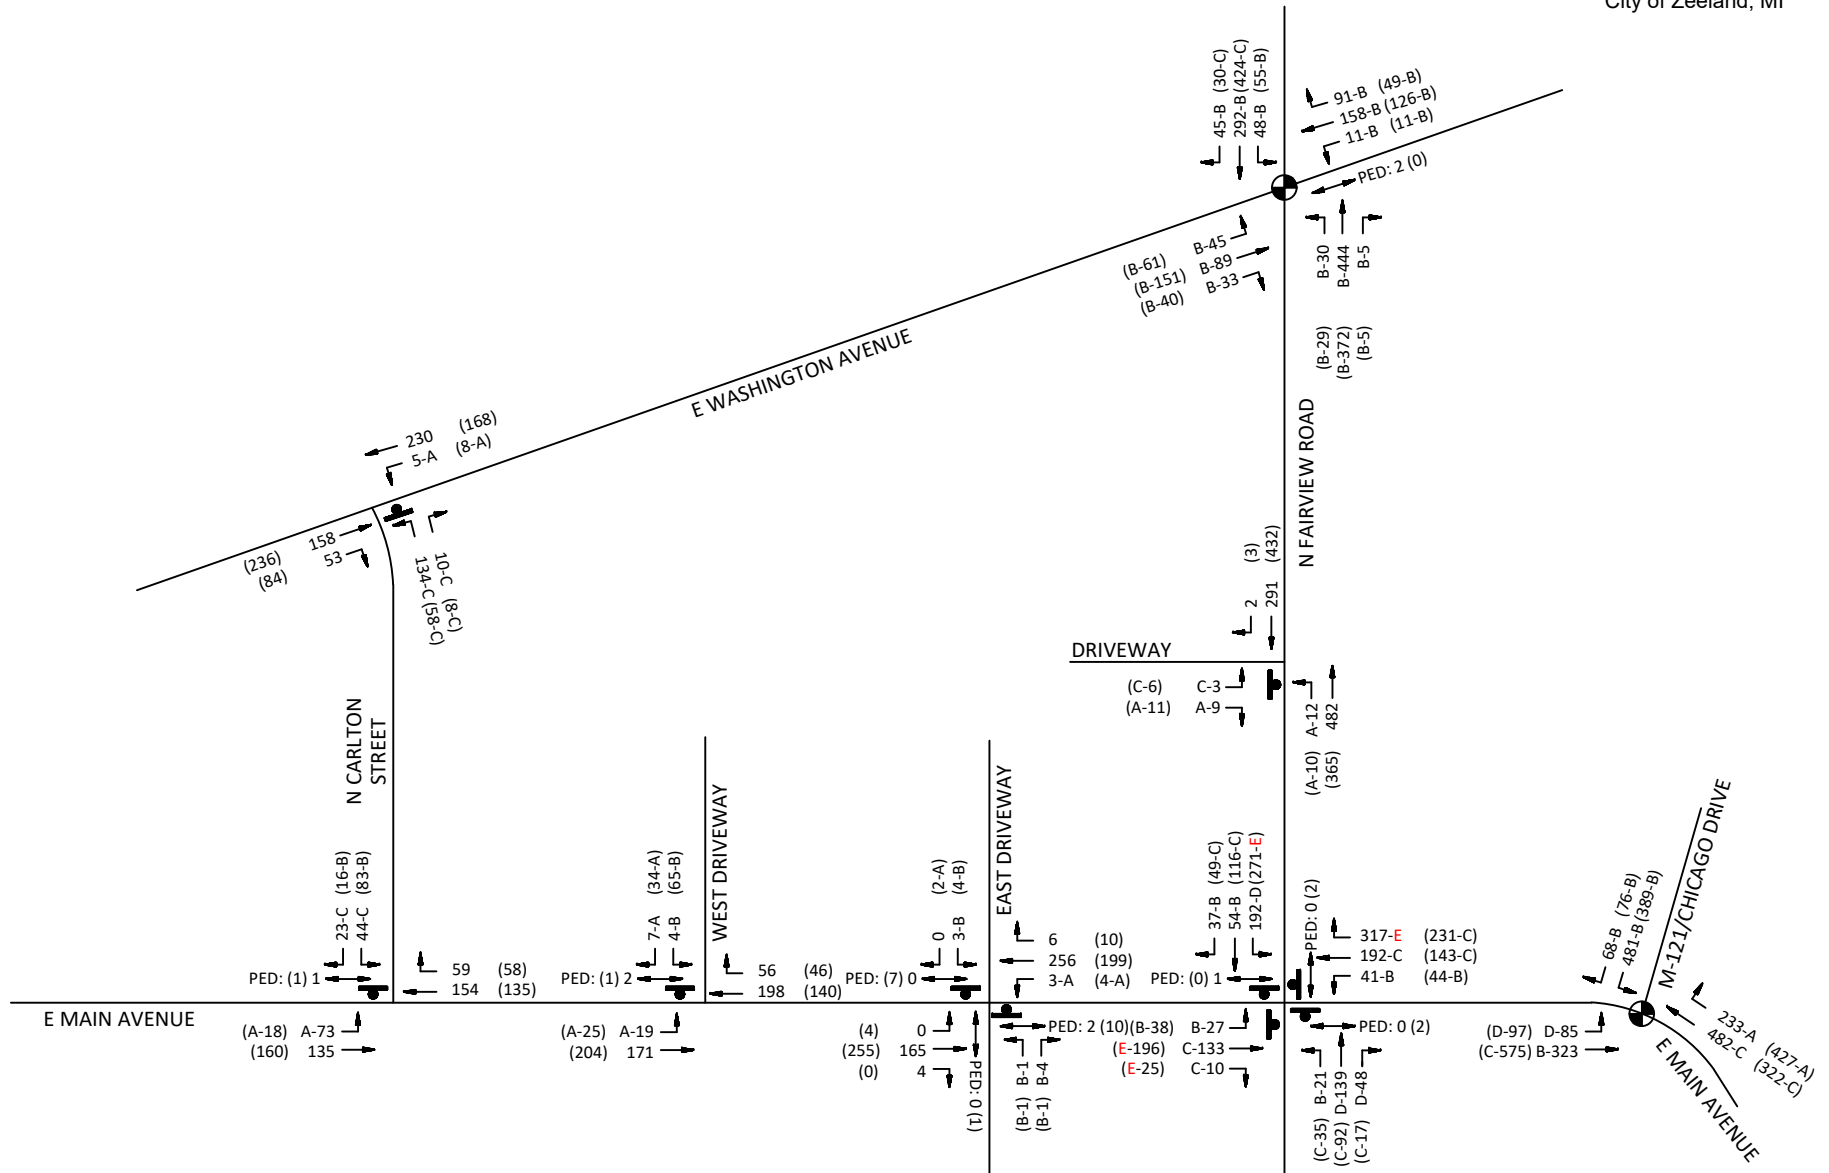 City of Zeeland, MI
45-B (30-C)
292-B (424-C)
48-B (55-B)
91-B (49-B)
158-B (126-B)
11-B (11-B)
PED: 2 (0)
(B-61) B-45
(B-151) B-89
(B-40) B-33
B-30 (B-29)
B-444 (B-372)
B-5 (B-5)
E WASHINGTON AVENUE
N FAIRVIEW ROAD
230 (168)
5-A (8-A)
(236) 158
(84) 53
134-C (58-C)
10-C (8-C)
2 (3)
291 (432)
DRIVEWAY
(C-6) C-3
(A-11) A-9
(A-10) A-12
(365) 482
N CARLTON
STREET
WEST DRIVEWAY
EAST DRIVEWAY
M-121/CHICAGO DRIVE
23-C (16-B)
44-C (83-B)
PED: (1) 1
59 (58)
154 (135)
7-A (34-A)
4-B (65-B)
PED: (1) 2
56 (46)
198 (140)
0 (2-A)
3-B (4-B)
PED: (7) 0
6 (10)
256 (199)
3-A (4-A)
37-B (49-C)
54-B (116-C)
192-D (271-E)
PED: (0) 1
PED: 0 (2)
317-E (231-C)
192-C (143-C)
41-B (44-B)
68-B (76-B)
481-B (389-B)
E MAIN AVENUE
(A-18) A-73
(160) 135
(A-25) A-19
(204) 171
(4) 0
(255) 165
(0) 4
PED: 0 (1)
PED: 2 (10)
(B-1) B-1
(B-1) B-4
(B-38) B-27
(E-196) C-133
(E-25) C-10
PED: 0 (2)
(C-35) B-21
(C-92) D-139
(C-17) D-48
(D-97) D-85
(C-575) B-323
233-A (427-A)
482-C (322-C)
E MAIN AVENUE